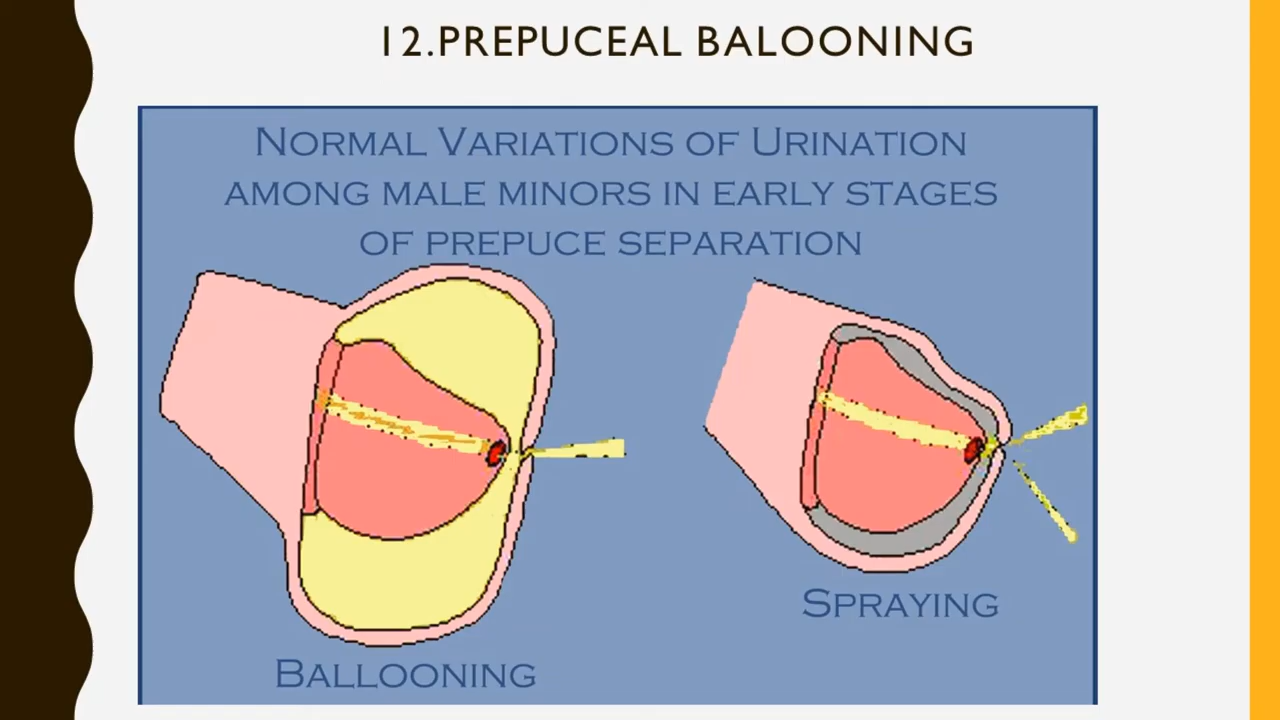 12.PREPUCEAL BALOONING
NORMAL VARIATIONS OF URINATION
AMONG MALE MINORS IN EARLY STAGES
OF PREPUCE SEPARATION
SPRAYING
BALLOONING